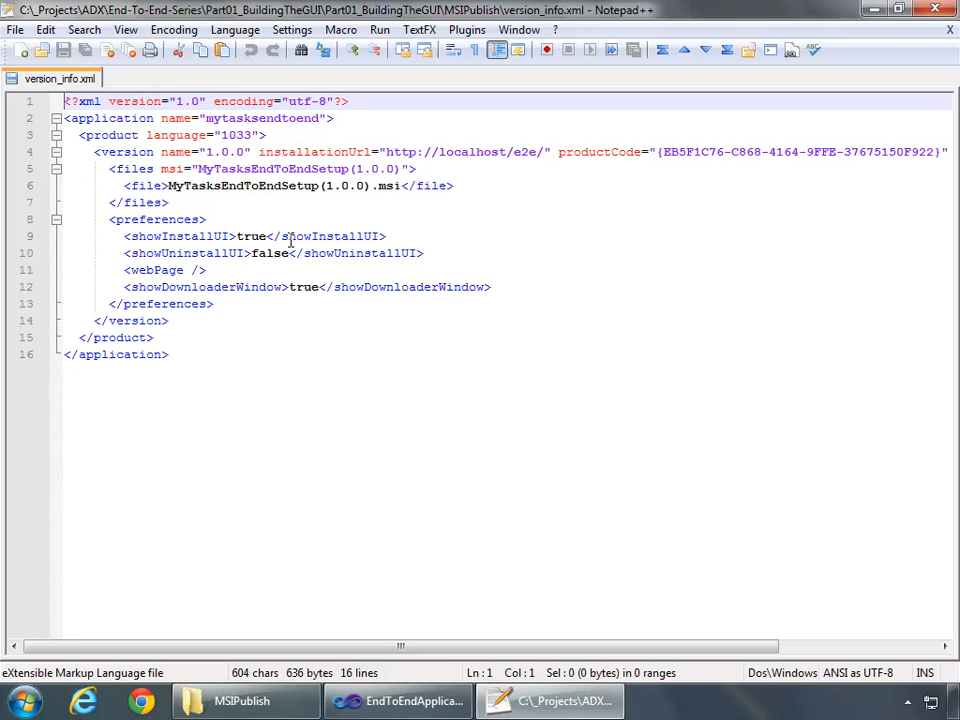 C:\_Projects\ADX\End-To-End-Series\Part01_BuildingTheGUI\Part01_BuildingTheGUI\MSIPublish\version_info.xml - Notepad++
File Edit Search View Encoding Language Settings Macro Run TextFX Plugins Window ? X
version_info.xml
1 <?xml version="1.0" encoding="utf-8"?>
2 <application name="mytasksendtoend">
3 <product language="1033">
4 <version name="1.0.0" installationUrl="http://localhost/e2e/" productCode="{EB5F1C76-C868-4164-9FFE-37675150F922}"
5 <files msi="MyTasksEndToEndSetup(1.0.0)">
6 <file>MyTasksEndToEndSetup(1.0.0).msi</file>
7 </files>
8 <preferences>
9 <showInstallUI>true</showInstallUI>
10 <showUninstallUI>false</showUninstallUI>
11 <webPage />
12 <showDownloaderWindow>true</showDownloaderWindow>
13 </preferences>
14 </version>
15 </product>
16 </application>
eXtensible Markup Language file 604 chars 636 bytes 16 lines Ln : 1 Col : 1 Sel : 0 (0 bytes) in 0 ranges Dos\Windows ANSI as UTF-8 INS
MSIPublish EndToEndApplica... C:\_Projects\ADX...